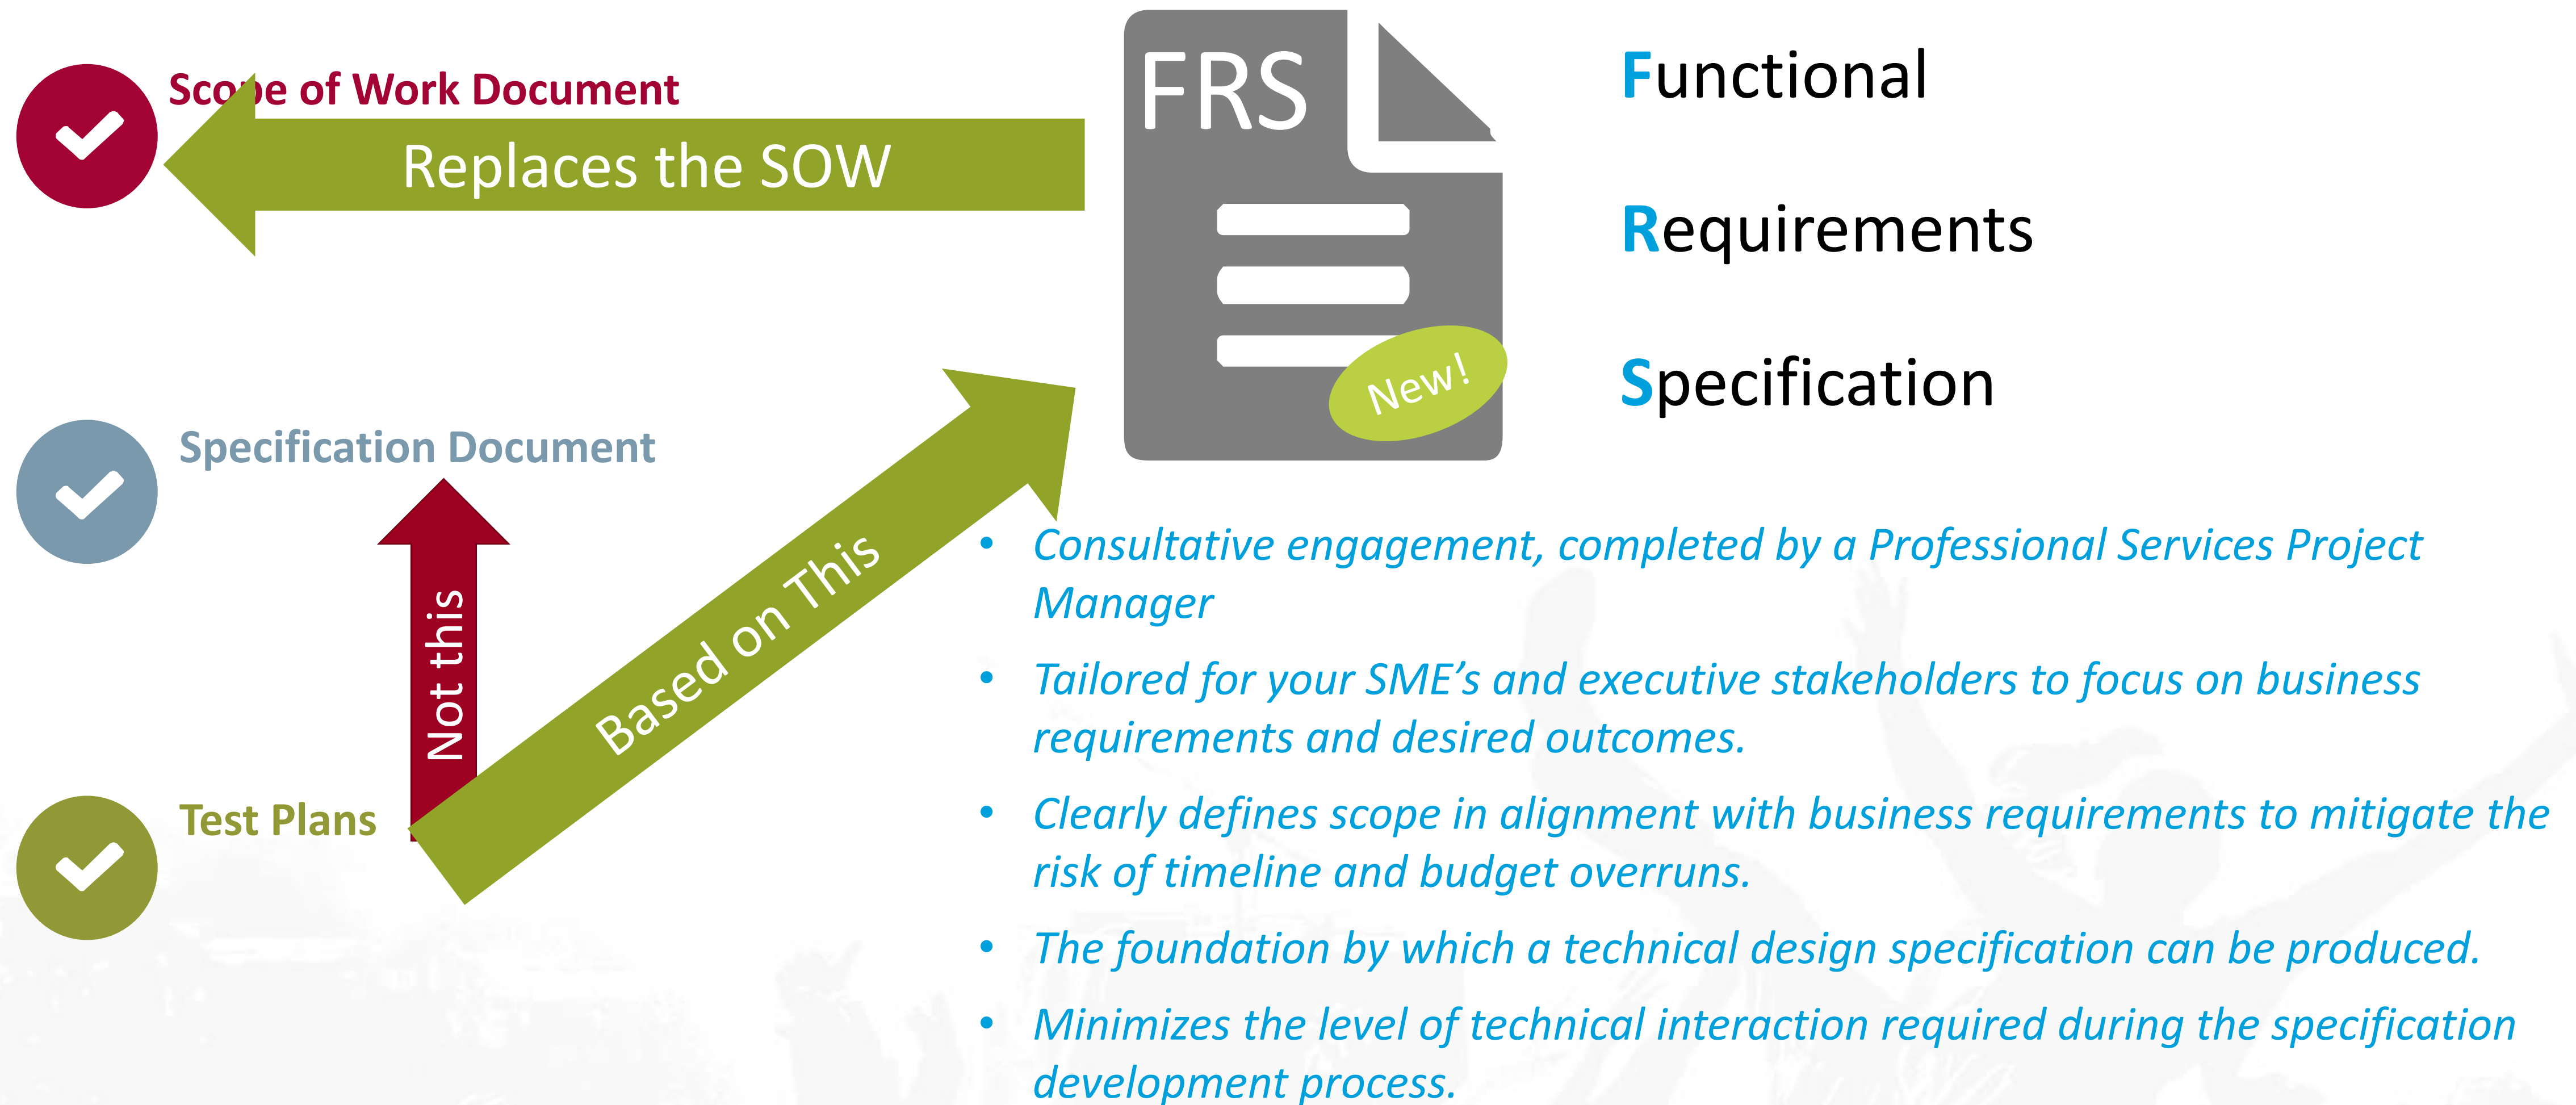 Scope of Work Document
Replaces the SOW
FRS
New!
Functional
Requirements
Specification
Specification Document
Not this
Based on This
Test Plans
• Consultative engagement, completed by a Professional Services Project
Manager
• Tailored for your SME’s and executive stakeholders to focus on business
requirements and desired outcomes.
• Clearly defines scope in alignment with business requirements to mitigate the
risk of timeline and budget overruns.
• The foundation by which a technical design specification can be produced.
• Minimizes the level of technical interaction required during the specification
development process.